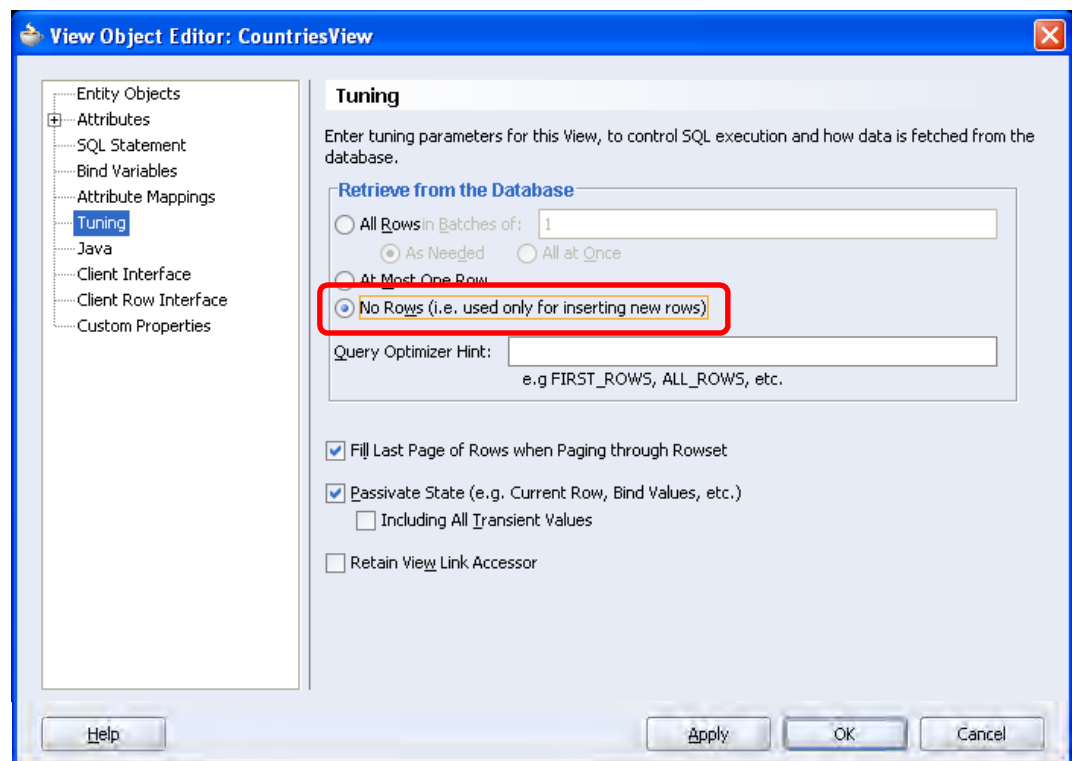 View Object Editor: CountriesView
Entity Objects
Attributes
SQL Statement
Bind Variables
Attribute Mappings
Tuning
Java
Client Interface
Client Row Interface
Custom Properties
Tuning
Enter tuning parameters for this View, to control SQL execution and how data is fetched from the
database.
Retrieve from the Database
All Rows in Batches of: 1
As Needed All at Once
At Most One Row
No Rows (i.e. used only for inserting new rows)
Query Optimizer Hint:
e.g FIRST_ROWS, ALL_ROWS, etc.
Fill Last Page of Rows when Paging through Rowset
Passivate State (e.g. Current Row, Bind Values, etc.)
Including All Transient Values
Retain View Link Accessor
Help Apply OK Cancel